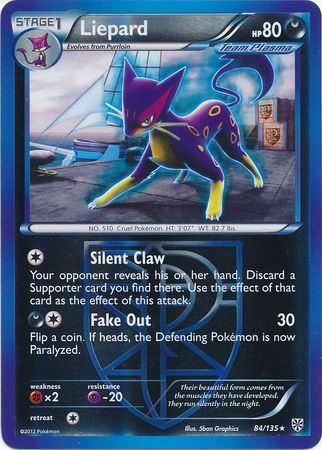 STAGE1
Liepard
HP80
Evolves from Purrloin
Team Plasma
NO. 510 Cruel Pokémon HT: 3'07" WT: 82.7 lbs.
Silent Claw
Your opponent reveals his or her hand. Discard a
Supporter card you find there. Use the effect of
that card as the effect of this attack.
Fake Out 30
Flip a coin. If heads, the Defending Pokémon is now
Paralyzed.
weakness
×2
resistance
-20
retreat
Their beautiful form comes from
the muscles they have developed.
They run silently in the night.
©2012 Pokémon
Illus. 5ban Graphics
84/135★